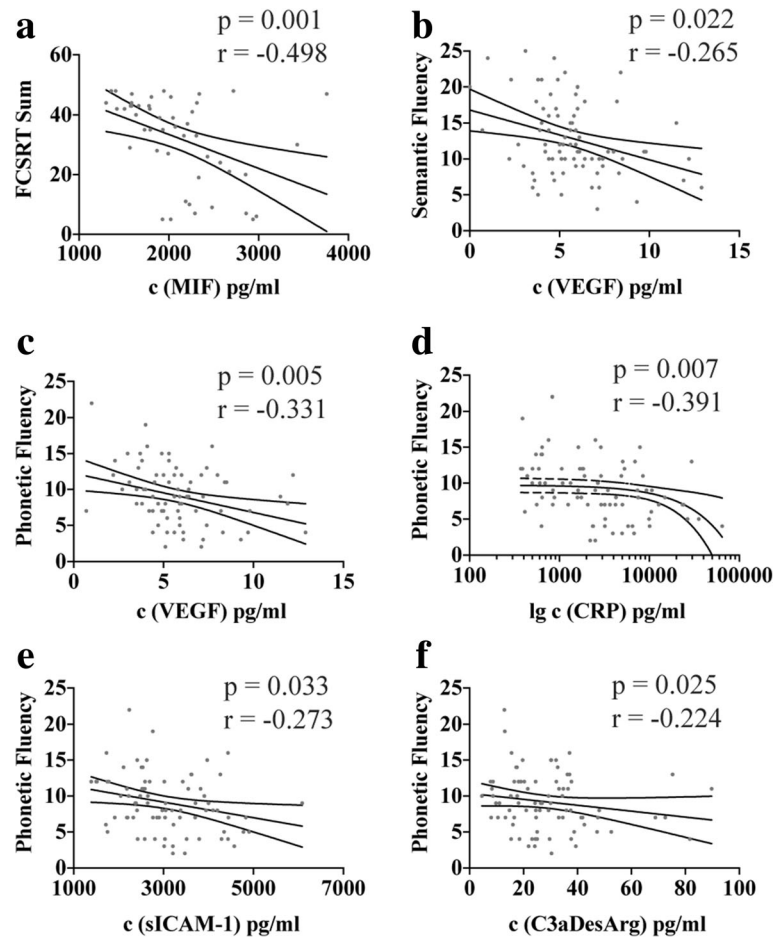 a
p = 0.001
r = -0.498
FCSRT Sum
60
40
20
0
1000 2000 3000 4000
c (MIF) pg/ml
b
p = 0.022
r = -0.265
Semantic Fluency
25
20
15
10
5
0
0 5 10 15
c (VEGF) pg/ml
c
p = 0.005
r = -0.331
Phonetic Fluency
25
20
15
10
5
0
0 5 10 15
c (VEGF) pg/ml
d
p = 0.007
r = -0.391
Phonetic Fluency
25
20
15
10
5
0
100 1000 10000 100000
lg c (CRP) pg/ml
e
p = 0.033
r = -0.273
Phonetic Fluency
25
20
15
10
5
0
1000 3000 5000 7000
c (sICAM-1) pg/ml
f
p = 0.025
r = -0.224
Phonetic Fluency
25
20
15
10
5
0
0 20 40 60 80 100
c (C3aDesArg) pg/ml